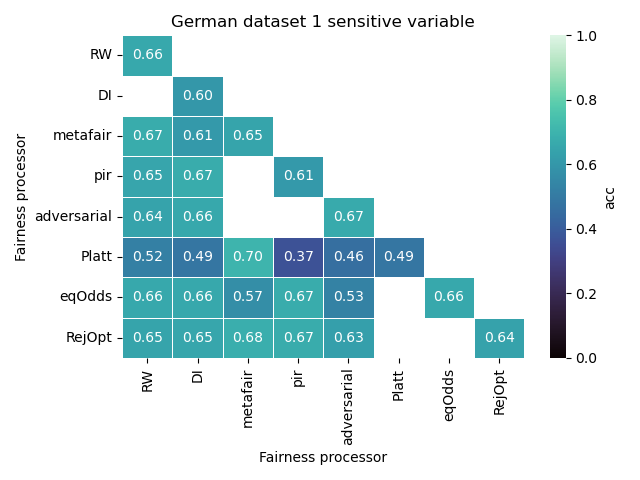 German dataset 1 sensitive variable
Fairness processor
RW 0.66
DI 0.60
metafair 0.67 0.61 0.65
pir 0.65 0.67 0.61
adversarial 0.64 0.66 0.67
Platt 0.52 0.49 0.70 0.37 0.46 0.49
eqOdds 0.66 0.66 0.57 0.67 0.53 0.66
RejOpt 0.65 0.65 0.68 0.67 0.63 0.64
RW DI metafair pir adversarial Platt eqOdds RejOpt
Fairness processor
1.0
0.8
0.6
0.4
0.2
0.0
acc